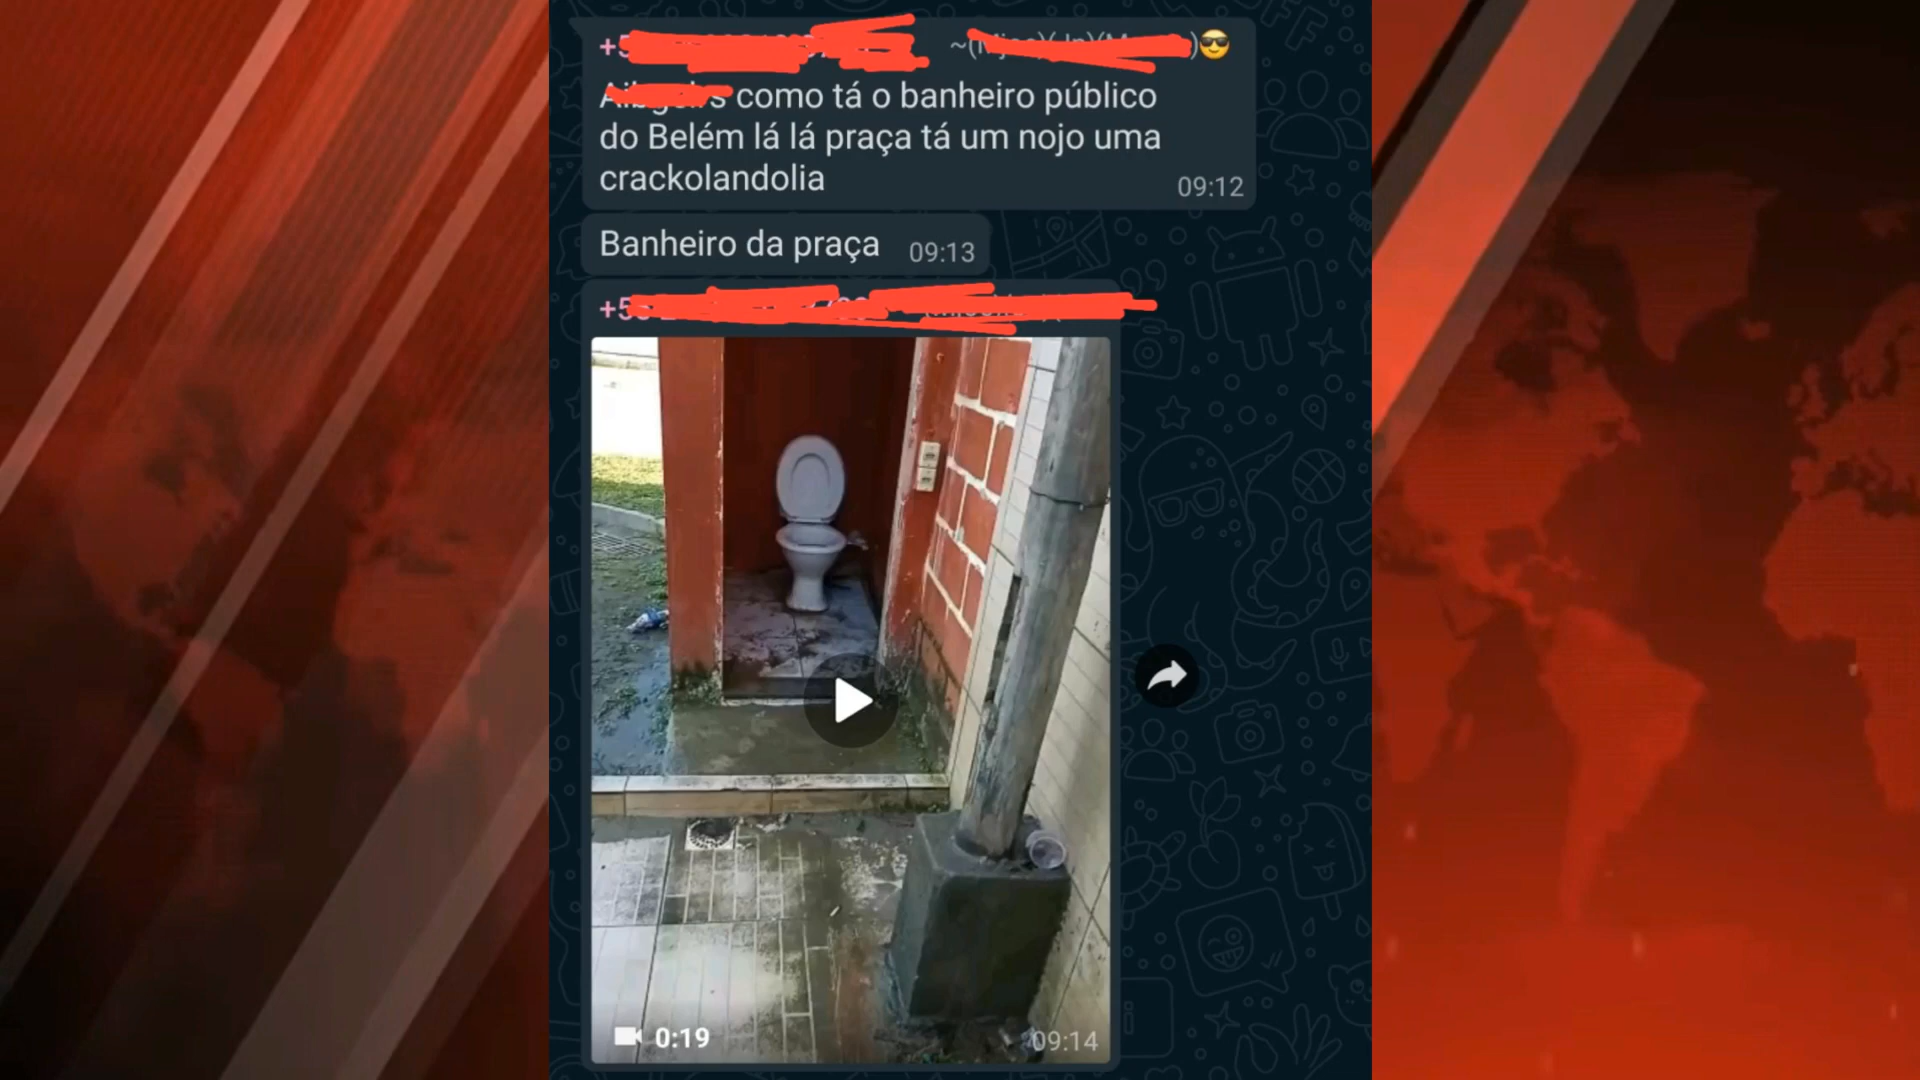 como tá o banheiro público
do Belém lá lá praça tá um nojo uma
crackolandolia
09:12
Banheiro da praça 09:13
0:19
09:14